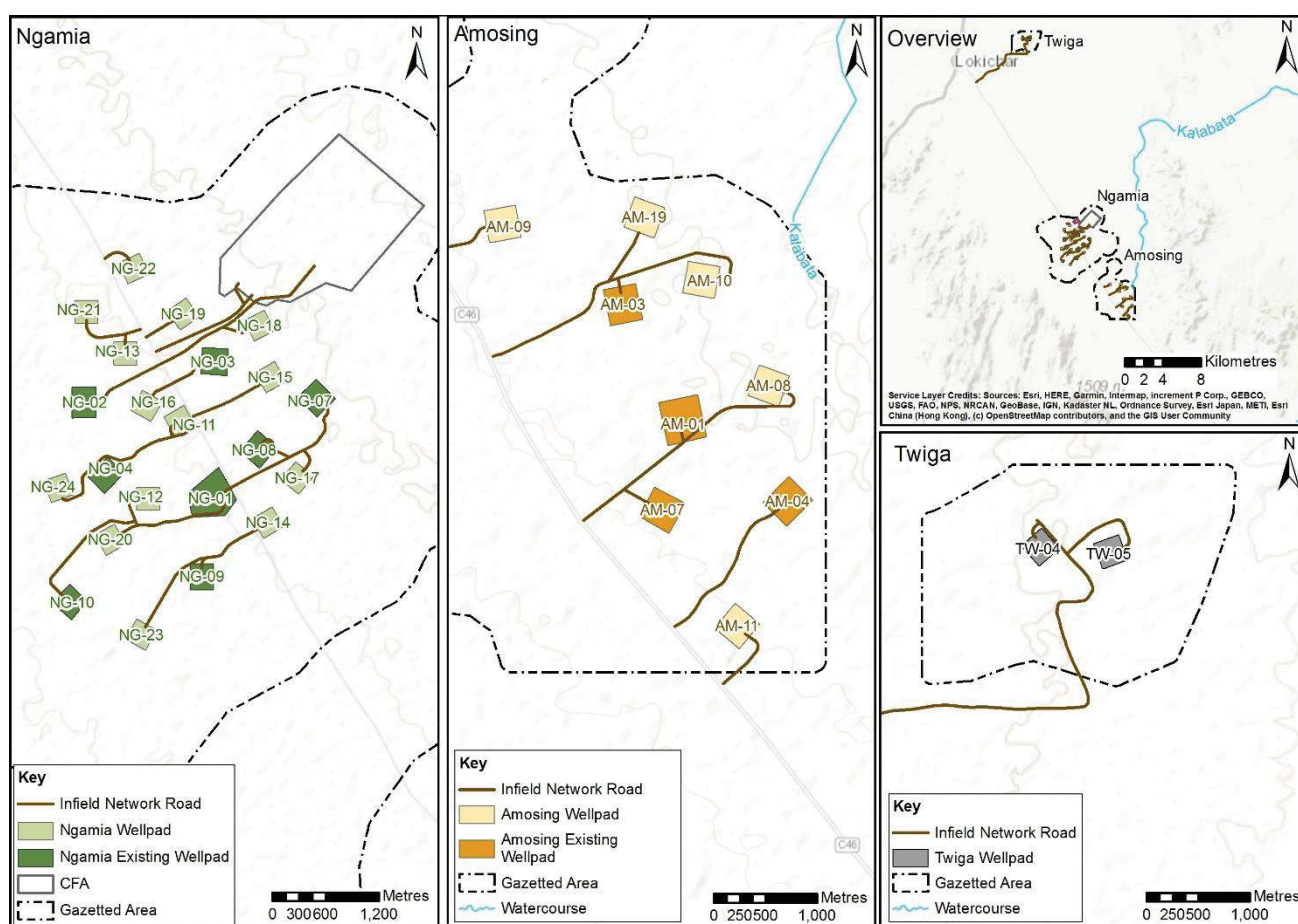 Ngamia
N
NG-22
NG-21
NG-19
NG-18
NG-13
NG-03
NG-15
NG-02
NG-16
NG-07
NG-11
NG-08
NG-04
NG-17
NG-24
NG-12
NG-01
NG-14
NG-20
NG-09
NG-10
NG-23
Key
Infield Network Road
Ngamia Wellpad
Ngamia Existing Wellpad
CFA
Gazetted Area
Metres
0 300600 1,200
Amosing
N
Kalabata
AM-19
AM-09
AM-10
AM-03
C46
AM-08
AM-01
AM-04
AM-07
AM-11
C46
Key
Infield Network Road
Amosing Wellpad
Amosing Existing
Wellpad
Gazetted Area
Watercourse
Metres
0 250500 1,000
Overview
N
Twiga
Lokichar
Kalabata
Ngamia
Amosing
Kilometres
0 2 4 8
1509 m
Service Layer Credits: Sources: Esri, HERE, Garmin, Intermap, increment P Corp., GEBCO,
USGS, FAO, NPS, NRCAN, GeoBase, IGN, Kadaster NL, Ordnance Survey, Esri Japan, METI, Esri
China (Hong Kong), (c) OpenStreetMap contributors, and the GIS User Community
Twiga
N
TW-04
TW-05
Key
Infield Network Road
Twiga Wellpad
Gazetted Area
Watercourse
Metres
0 250500 1,000